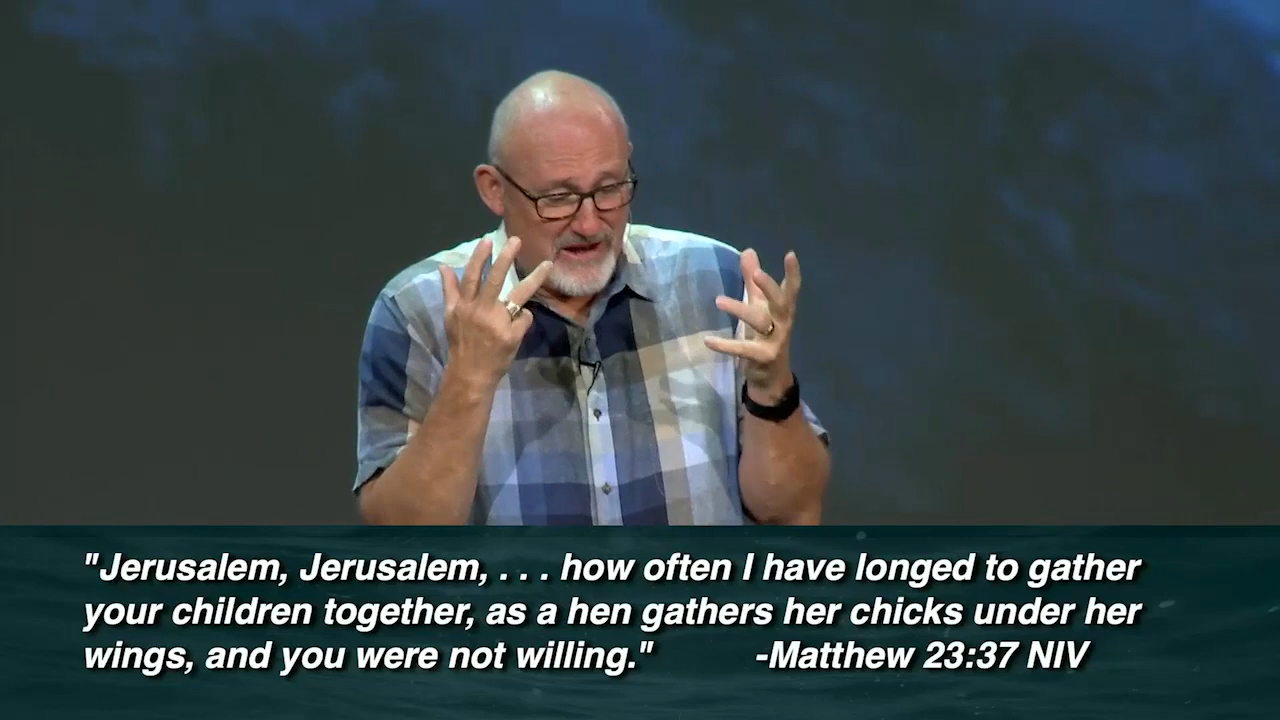 "Jerusalem, Jerusalem, . . . how often I have longed to gather
your children together, as a hen gathers her chicks under her
wings, and you were not willing." -Matthew 23:37 NIV